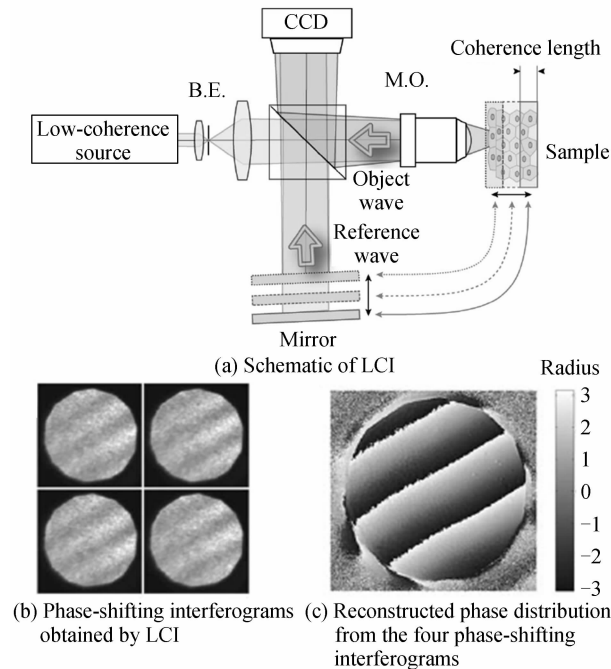 CCD
Coherence length
B.E.
M.O.
Low-coherence
source
Sample
Object
wave
Reference
wave
Mirror
(a) Schematic of LCI
Radius
3
2
1
0
−1
−2
−3
(b) Phase-shifting interferograms
obtained by LCI
(c) Reconstructed phase distribution
from the four phase-shifting
interferograms